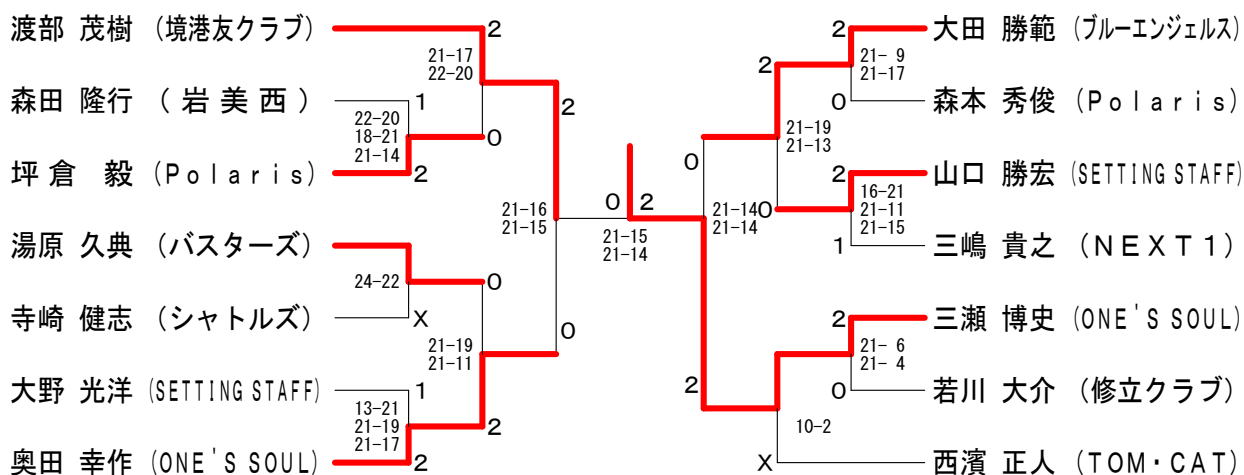 渡部 茂樹 (境港友クラブ)
2
21-17
22-20
森田 隆行 (岩美西)
1
22-20
18-21
21-14
0
坪倉 毅 (Polaris)
2
2
21-16
21-15
湯原 久典 (バスターズ)
24-22
0
寺崎 健志 (シャトルズ)
X
21-19
21-11
0
大野 光洋 (SETTING STAFF)
1
13-21
21-19
21-17
2
奥田 幸作 (ONE'S SOUL)
2
0 2
21-15
21-14
2 大田 勝範 (ブルーエンジェルス)
2
21- 9
21-17
0 森本 秀俊 (Polaris)
0
21-19
21-13
2 山口 勝宏 (SETTING STAFF)
16-21
21-11
21-15
21-14
21-14
0
1 三嶋 貴之 (NEXT1)
2 三瀬 博史 (ONE'S SOUL)
21- 6
21- 4
2
0 若川 大介 (修立クラブ)
10-2
X 西濱 正人 (TOM・CAT)